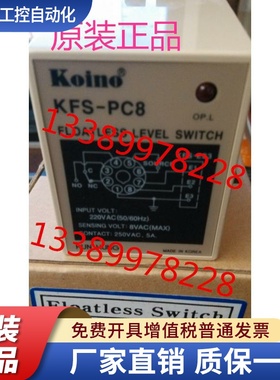 工控自动化
原装正品
Koino®
KFS-PC8
OP.L
FLOATLESS LEVEL SWITCH
13389978228
SOURCE
NO NC
E1
E3
INPUT VOLT:
220VAC(50/60Hz)
SENSING VOLT: 8VAC(MAX)
CONTACT: 250VAC, 5A
13389978228
MADE IN KOREA
Floatless Switch
免费开具增值税普通发票
厂家直销 质保一年